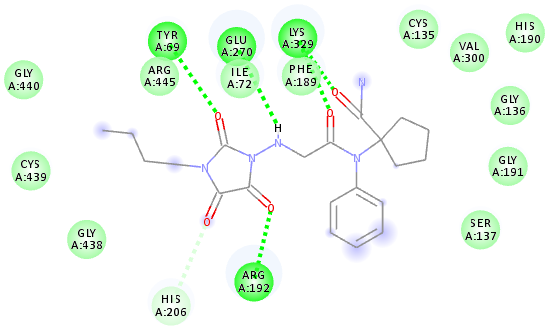 TYR
A:69
GLU
A:270
LYS
A:329
CYS
A:135
VAL
A:300
HIS
A:190
GLY
A:440
ARG
A:445
ILE
A:72
PHE
A:189
GLY
A:136
CYS
A:439
GLY
A:191
GLY
A:438
SER
A:137
HIS
A:206
ARG
A:192
O
O
O
O
O
N
N
N
H
N
N